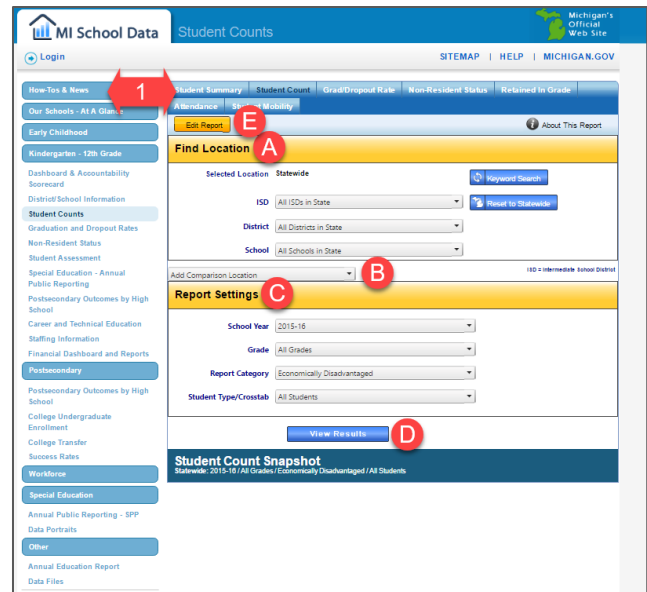 MI School Data
Student Counts
Michigan's
Official
Web Site
Login
SITEMAP | HELP | MICHIGAN.GOV
How-Tos & News
1
Student Summary Student Count Grad/Dropout Rate Non-Resident Status Retained In Grade
Our Schools - At A Glance
Attendance Student Mobility
Edit Report
E
About This Report
Early Childhood
Kindergarten - 12th Grade
Dashboard & Accountability
Scorecard
District/School Information
Student Counts
Graduation and Dropout Rates
Non-Resident Status
Student Assessment
Special Education - Annual
Public Reporting
Postsecondary Outcomes by High
School
Career and Technical Education
Staffing Information
Financial Dashboard and Reports
Postsecondary
Postsecondary Outcomes by High
School
College Undergraduate
Enrollment
College Transfer
Success Rates
Workforce
Special Education
Annual Public Reporting - SPP
Data Portraits
Other
Annual Education Report
Data Files
Find Location
A
Selected Location Statewide
Keyword Search
ISD All ISDs in State
Reset to Statewide
District All Districts in State
School All Schools in State
Add Comparison Location
B
ISD = Intermediate School District
Report Settings
C
School Year 2015-16
Grade All Grades
Report Category Economically Disadvantaged
Student Type/Crosstab All Students
View Results
D
Student Count Snapshot
Statewide: 2015-16 / All Grades / Economically Disadvantaged / All Students